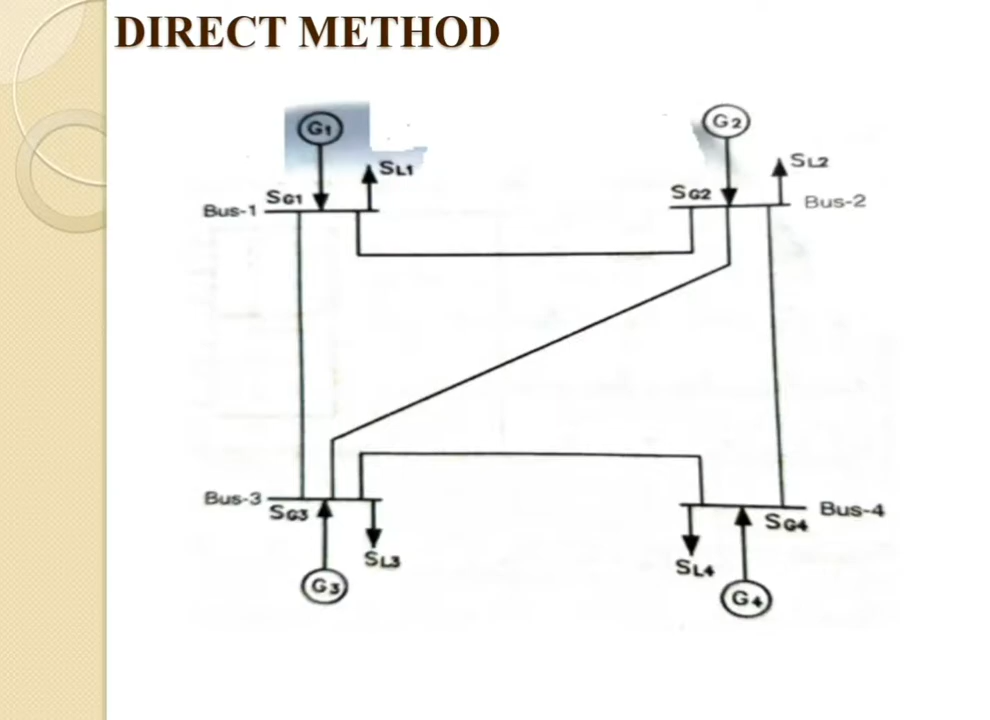 DIRECT METHOD
G1
G2
SL1
SL2
SG1
SG2
Bus-1
Bus-2
Bus-3
SG3
Bus-4
SG4
SL3
SL4
G3
G4